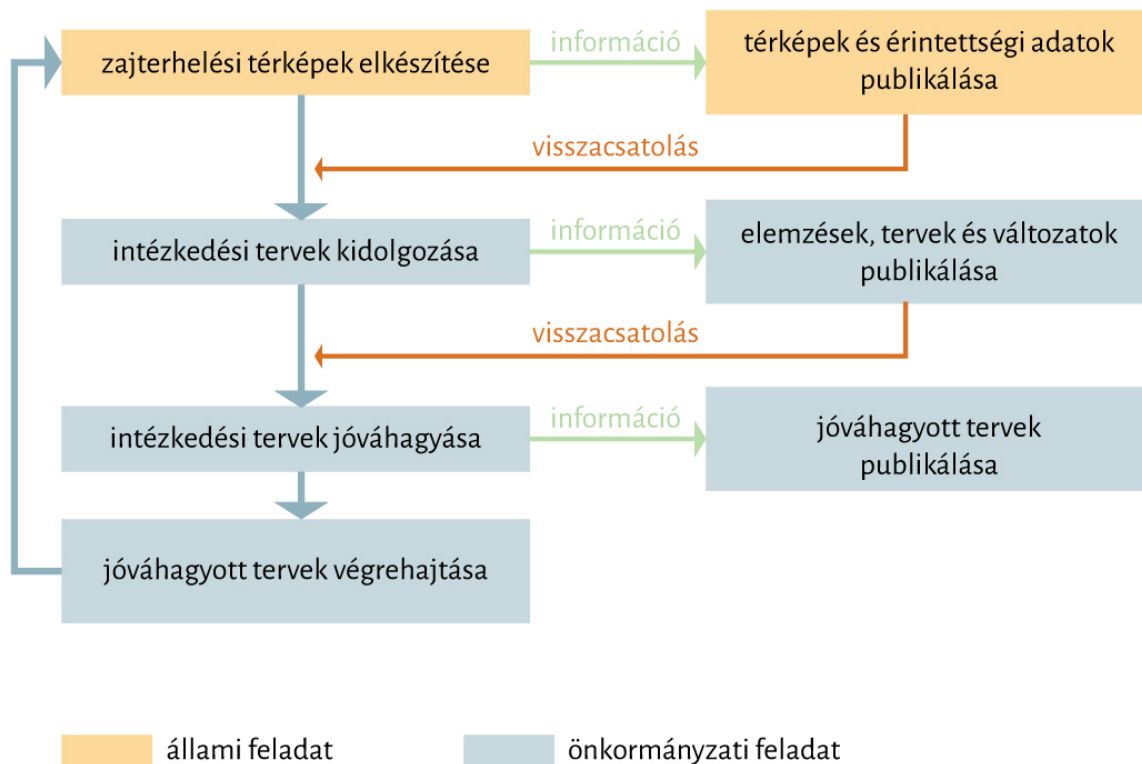 zajterhelési térképek elkészítése
információ
térképek és érintettségi adatok
publikálása
visszacsatolás
intézkedési tervek kidolgozása
információ
elemzések, tervek és változatok
publikálása
visszacsatolás
intézkedési tervek jóváhagyása
információ
jóváhagyott tervek
publikálása
jóváhagyott tervek végrehajtása
állami feladat
önkormányzati feladat